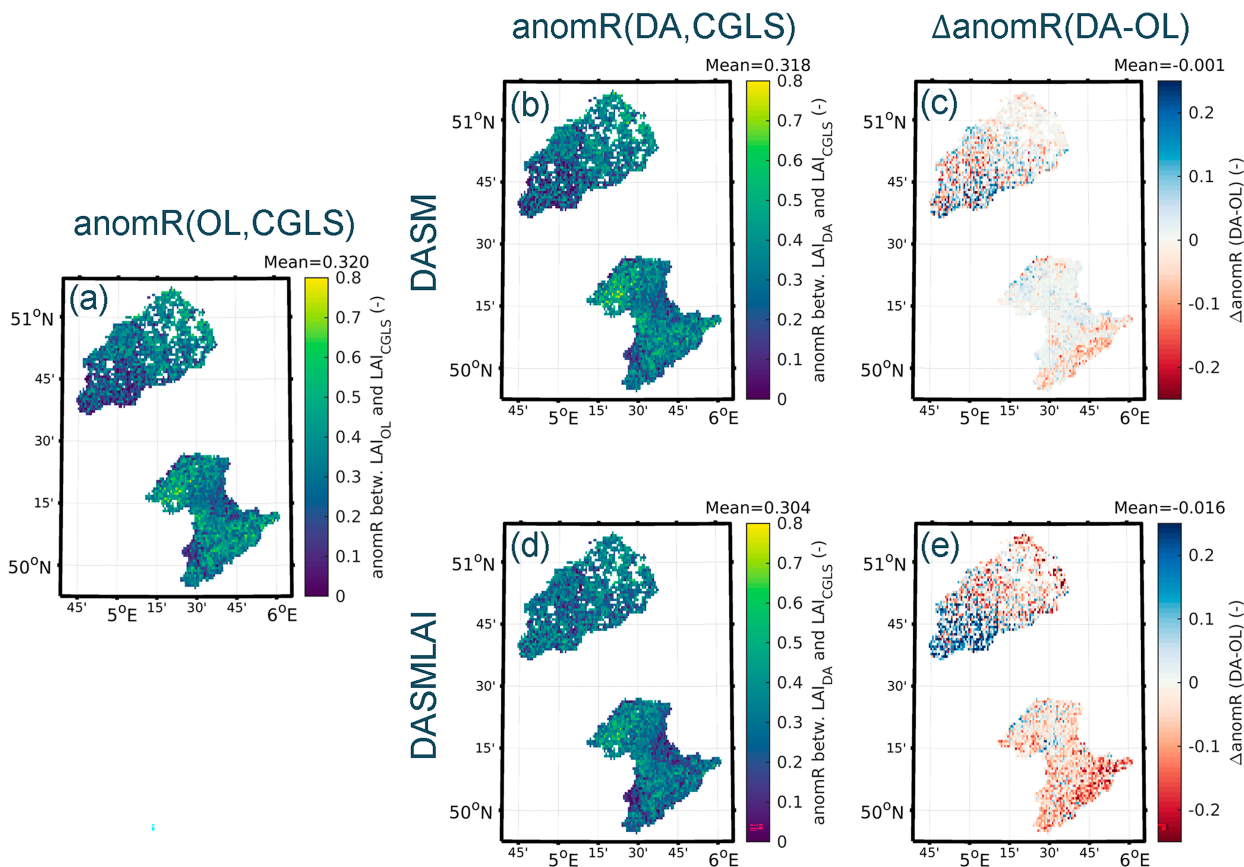 anomR(DA,CGLS)
ΔanomR(DA-OL)
DASM
DASMLAI
anomR(OL,CGLS)
Mean=0.320
(a)
51°N
45'
30'
15'
50°N
45'
5°E
15'
30'
45'
6°E
0.8
0.7
0.6
0.5
0.4
0.3
0.2
0.1
0
anomR betw. LAI_OL and LAI_CGLS (-)
Mean=0.318
(b)
51°N
45'
30'
15'
50°N
45'
5°E
15'
30'
45'
6°E
0.8
0.7
0.6
0.5
0.4
0.3
0.2
0.1
0
anomR betw. LAI_DA and LAI_CGLS (-)
Mean=-0.001
(c)
51°N
45'
30'
15'
50°N
45'
5°E
15'
30'
45'
6°E
0.2
0.1
0
-0.1
-0.2
ΔanomR (DA-OL) (-)
Mean=0.304
(d)
51°N
45'
30'
15'
50°N
45'
5°E
15'
30'
45'
6°E
0.8
0.7
0.6
0.5
0.4
0.3
0.2
0.1
0
anomR betw. LAI_DA and LAI_CGLS (-)
Mean=-0.016
(e)
51°N
45'
30'
15'
50°N
45'
5°E
15'
30'
45'
6°E
0.2
0.1
0
-0.1
-0.2
ΔanomR (DA-OL) (-)